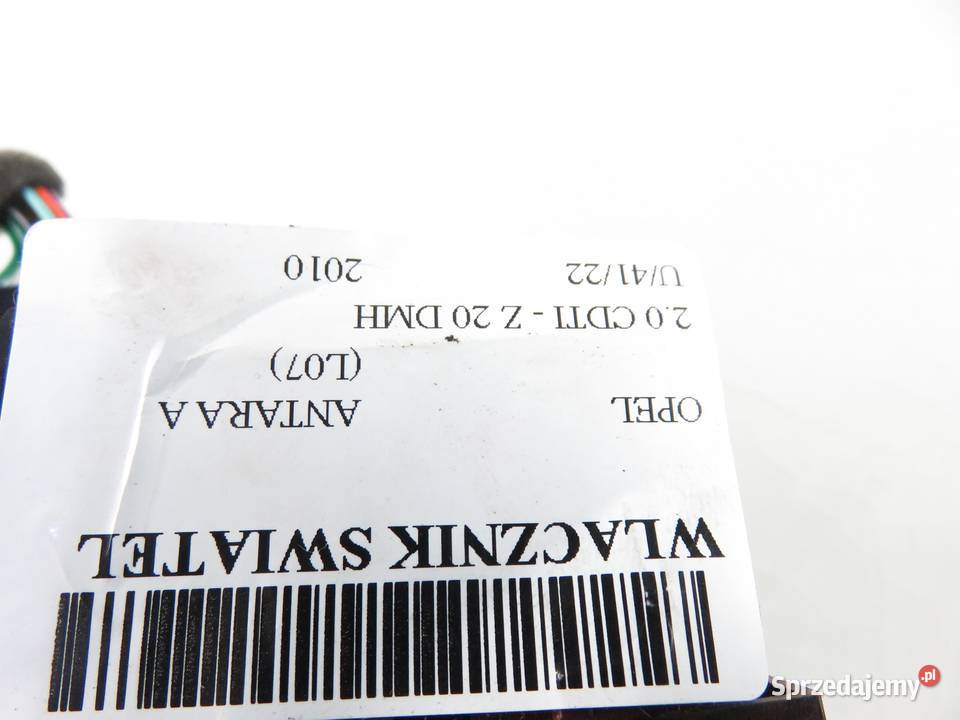 WLACZNIK SWIATEL
OPEL ANTARA A
(L07)
2.0 CDTI - Z 20 DMH
U/41/22 2010
Sprzedajemy.pl